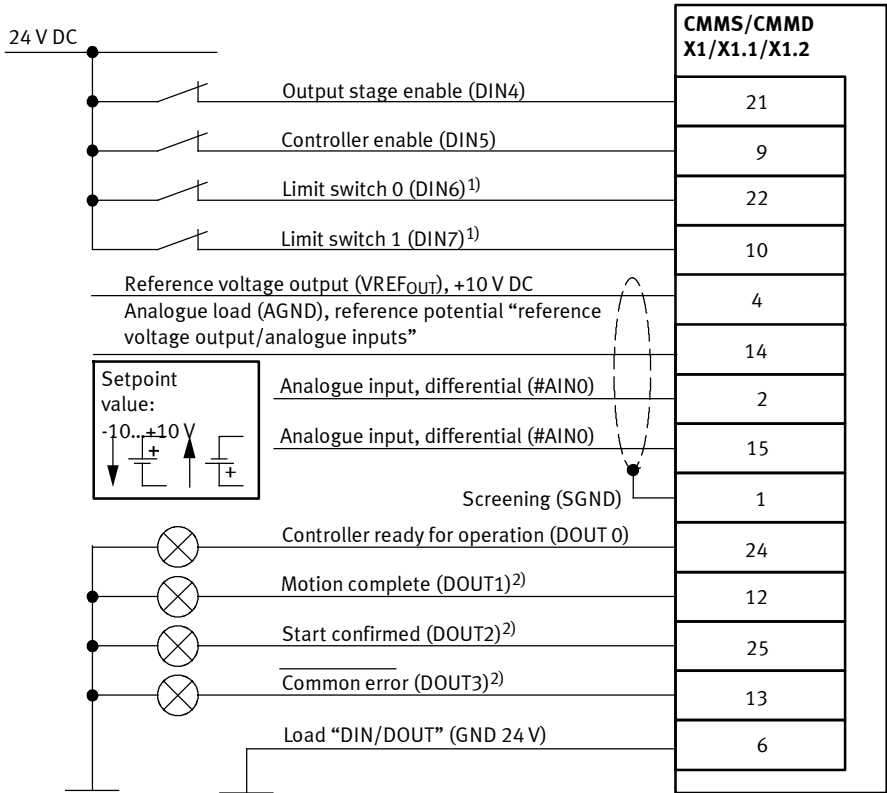 CMMS/CMMD
X1/X1.1/X1.2
24 V DC
Output stage enable (DIN4)
21
Controller enable (DIN5)
9
Limit switch 0 (DIN6)1)
22
Limit switch 1 (DIN7)1)
10
Reference voltage output (VREFOUT), +10 V DC
4
Analogue load (AGND), reference potential “reference
voltage output/analogue inputs”
14
Setpoint
value:
-10...+10 V
+
+
Analogue input, differential (#AIN0)
2
Analogue input, differential (#AIN0)
15
Screening (SGND)
1
Controller ready for operation (DOUT 0)
24
Motion complete (DOUT1)2)
12
Start confirmed (DOUT2)2)
25
Common error (DOUT3)2)
13
Load “DIN/DOUT” (GND 24 V)
6